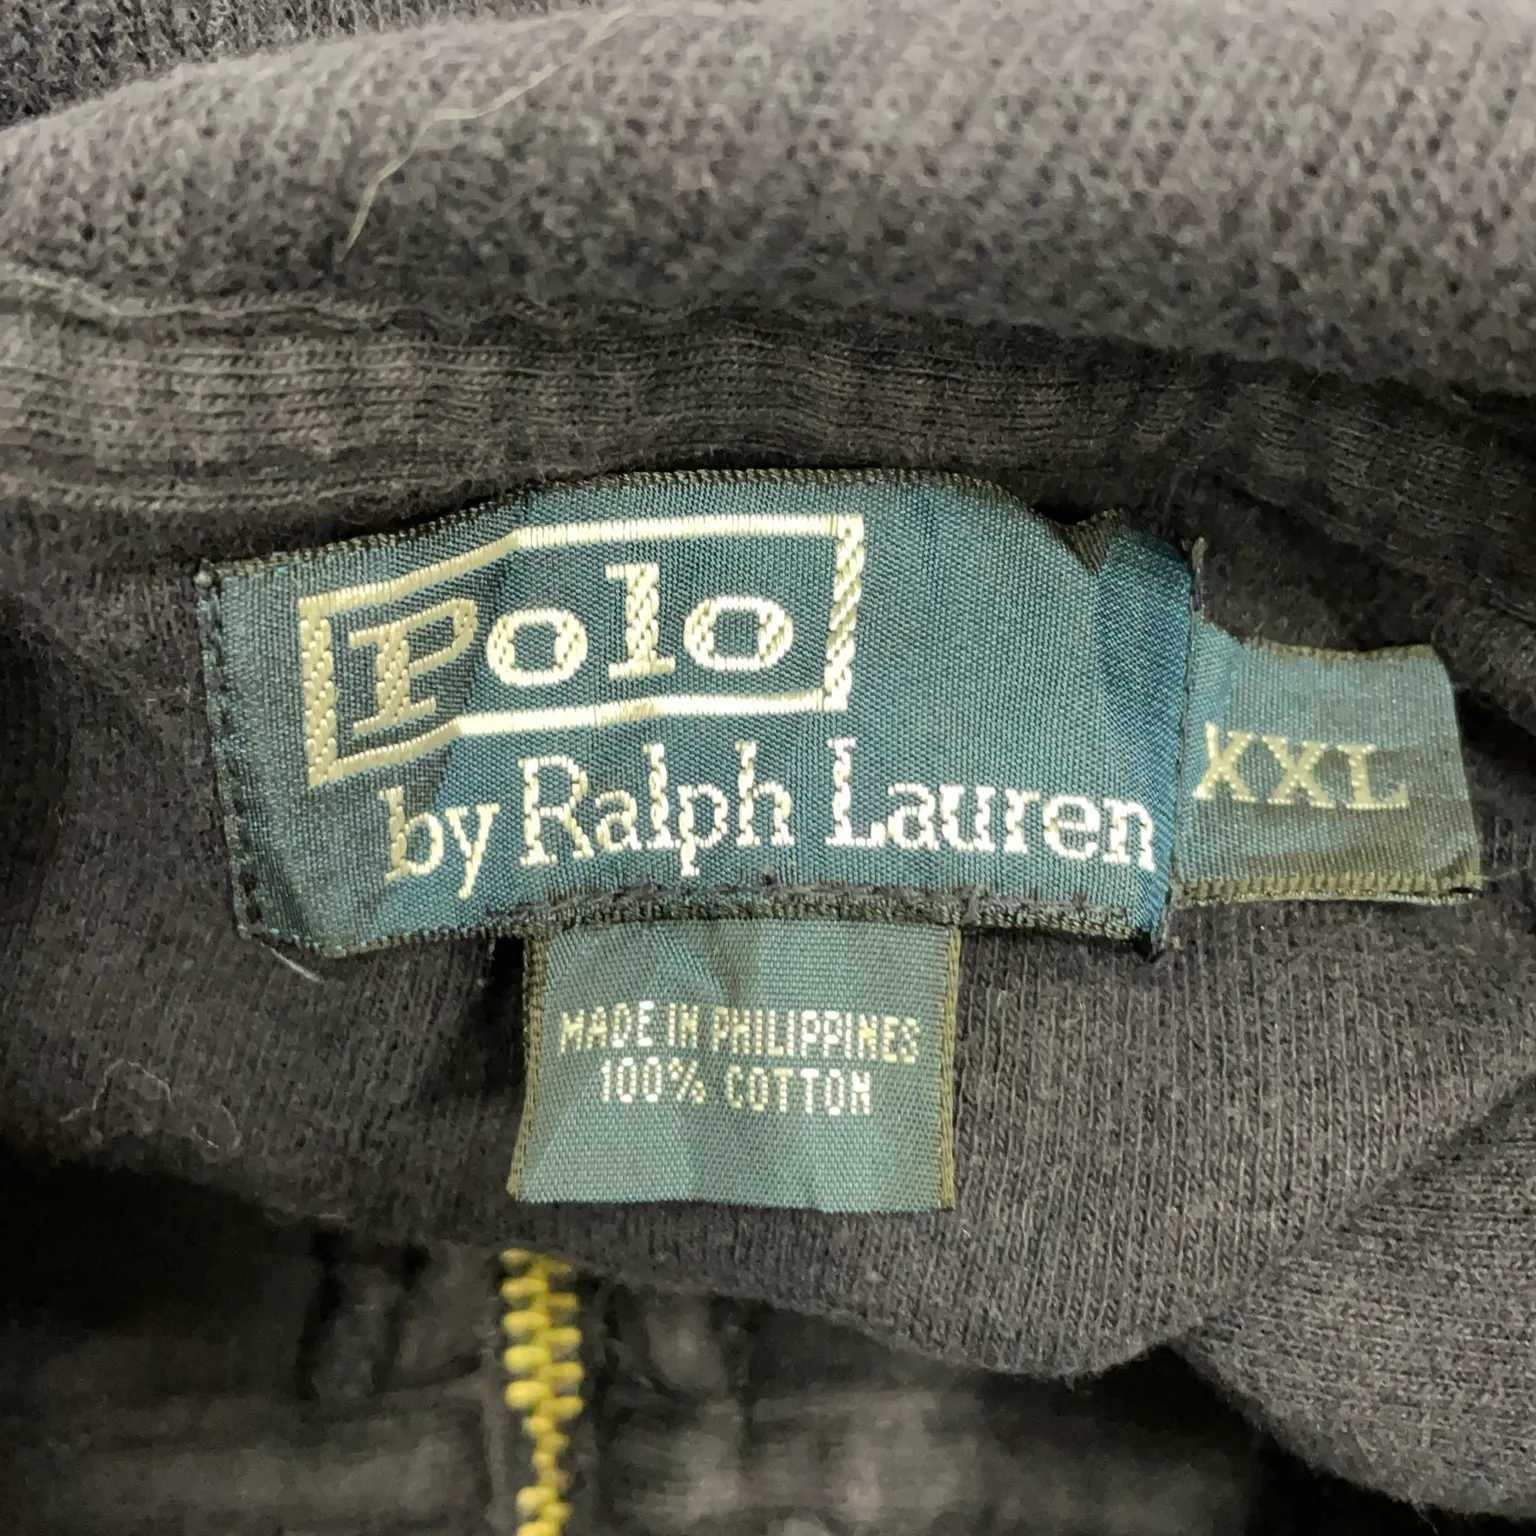 Polo
by Ralph Lauren
XXL
MADE IN PHILIPPINES
100% COTTON